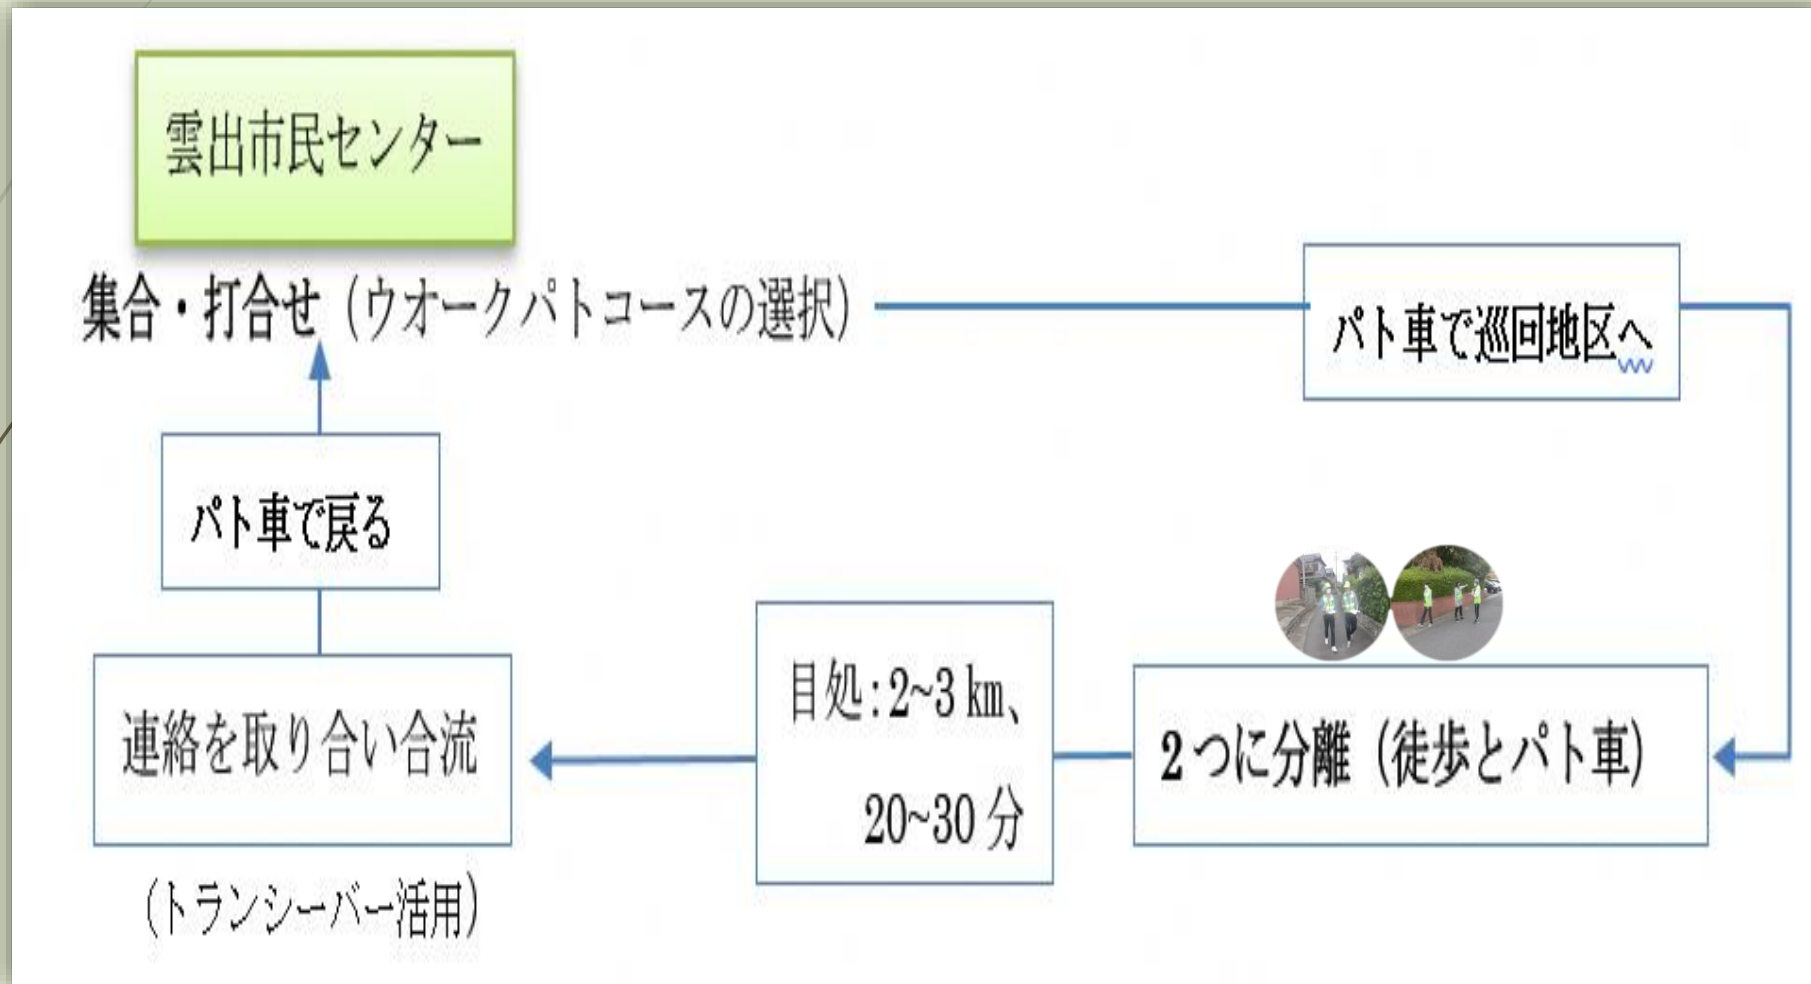 雲出市民センター
集合・打合せ（ウオークパトコースの選択）
パト車で巡回地区へ
2つに分離（徒歩とパト車）
目処：2~3㎞、
20~30分
連絡を取り合い合流
（トランシーバー活用）
パト車で戻る